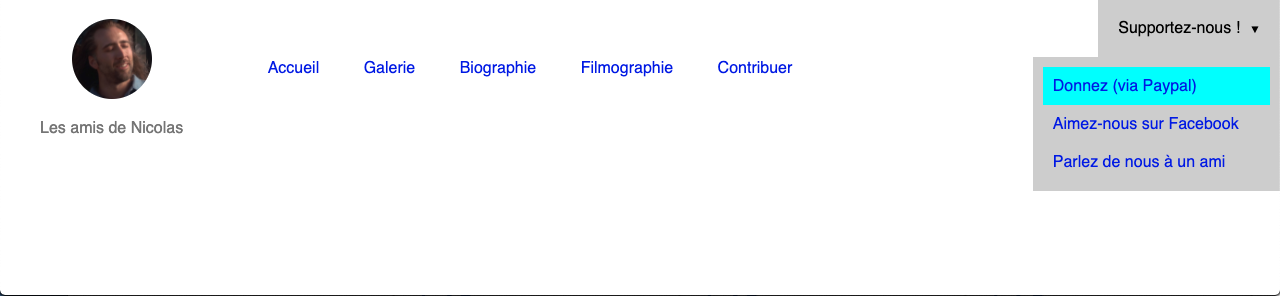 Supportez-nous ! ▼
Accueil Galerie Biographie Filmographie Contribuer
Les amis de Nicolas
Donnez (via Paypal)
Aimez-nous sur Facebook
Parlez de nous à un ami